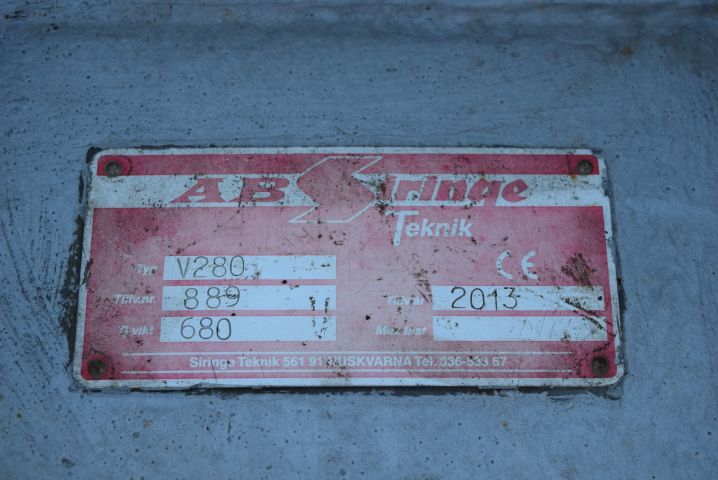 AB Siringe
Teknik
Typ V280
Tillv.nr. 889 Tillv.år 2013
T-vikt 680 Max.last
Siringe Teknik 561 91 HUSKVARNA Tel. 036-533 67